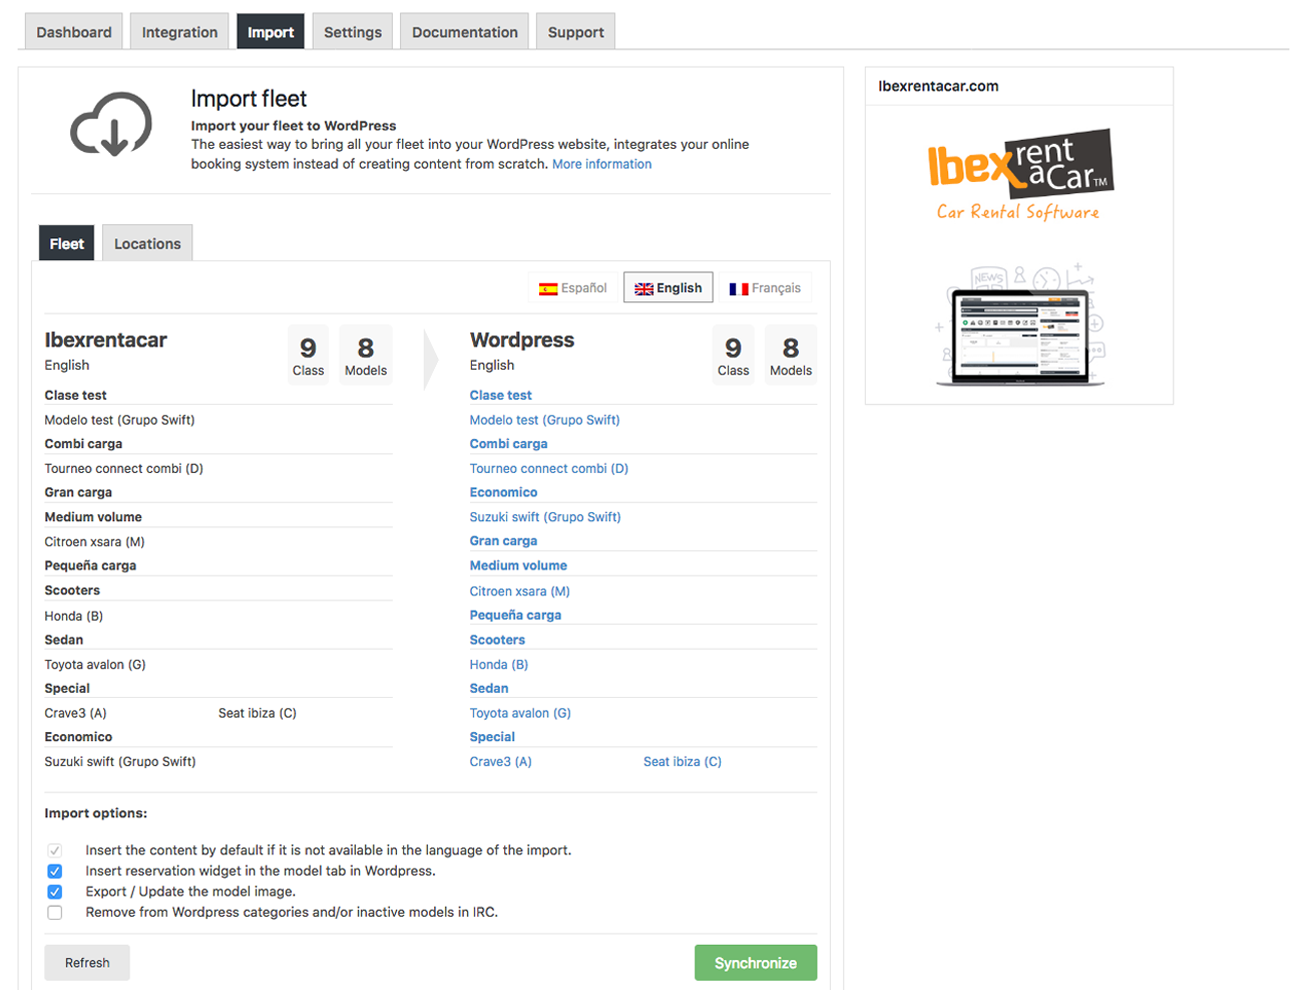 Dashboard
Integration
Import
Settings
Documentation
Support
Import fleet
Import your fleet to WordPress
The easiest way to bring all your fleet into your WordPress website, integrates your online
booking system instead of creating content from scratch. More information
Ibexrentacar.com
Ibex rent
aCar™
Car Rental Software
NEWS
Fleet
Locations
Español
English
Français
Ibexrentacar
English
9
Class
8
Models
Clase test
Modelo test (Grupo Swift)
Combi carga
Tourneo connect combi (D)
Gran carga
Medium volume
Citroen xsara (M)
Pequeña carga
Scooters
Honda (B)
Sedan
Toyota avalon (G)
Special
Crave3 (A) Seat ibiza (C)
Economico
Suzuki swift (Grupo Swift)
Wordpress
English
9
Class
8
Models
Clase test
Modelo test (Grupo Swift)
Combi carga
Tourneo connect combi (D)
Economico
Suzuki swift (Grupo Swift)
Gran carga
Medium volume
Citroen xsara (M)
Pequeña carga
Scooters
Honda (B)
Sedan
Toyota avalon (G)
Special
Crave3 (A) Seat ibiza (C)
Import options:
Insert the content by default if it is not available in the language of the import.
Insert reservation widget in the model tab in Wordpress.
Export / Update the model image.
Remove from Wordpress categories and/or inactive models in IRC.
Refresh
Synchronize